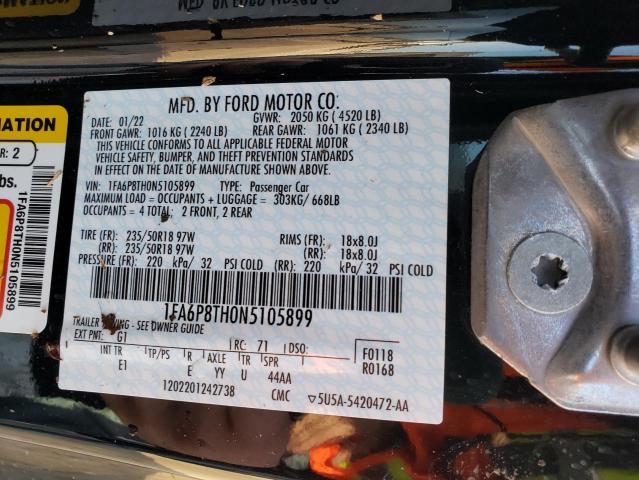 MFD. BY FORD MOTOR CO.
DATE: 01/22 GVWR: 2050 KG ( 4520 LB)
FRONT GAWR: 1016 KG ( 2240 LB) REAR GAWR: 1061 KG ( 2340 LB)
THIS VEHICLE CONFORMS TO ALL APPLICABLE FEDERAL MOTOR
VEHICLE SAFETY, BUMPER, AND THEFT PREVENTION STANDARDS
IN EFFECT ON THE DATE OF MANUFACTURE SHOWN ABOVE.
VIN: 1FA6P8TH0N5105899 TYPE: Passenger Car
MAXIMUM LOAD = OCCUPANTS + LUGGAGE = 303KG/ 668LB
OCCUPANTS = 4 TOTAL: 2 FRONT, 2 REAR
TIRE (FR): 235/50R18 97W RIMS (FR): 18x8.0J
(RR): 235/50R18 97W (RR): 18x8.0J
PRESSURE (FR): 220 kPa/ 32 PSI COLD (RR): 220 kPa/ 32 PSI COLD
1FA6P8TH0N5105899
TRAILER TOWING - SEE OWNER GUIDE
EXT PNT: G1 RC: 71 DSO:
INT TR TP/PS R AXLE TR SPR
E1 E YY U 44AA
F0118
R0168
1202201242738 CMC ▽5U5A-5420472-AA
MATION
R: 2
bs.
1FA6P8TH0N5105899